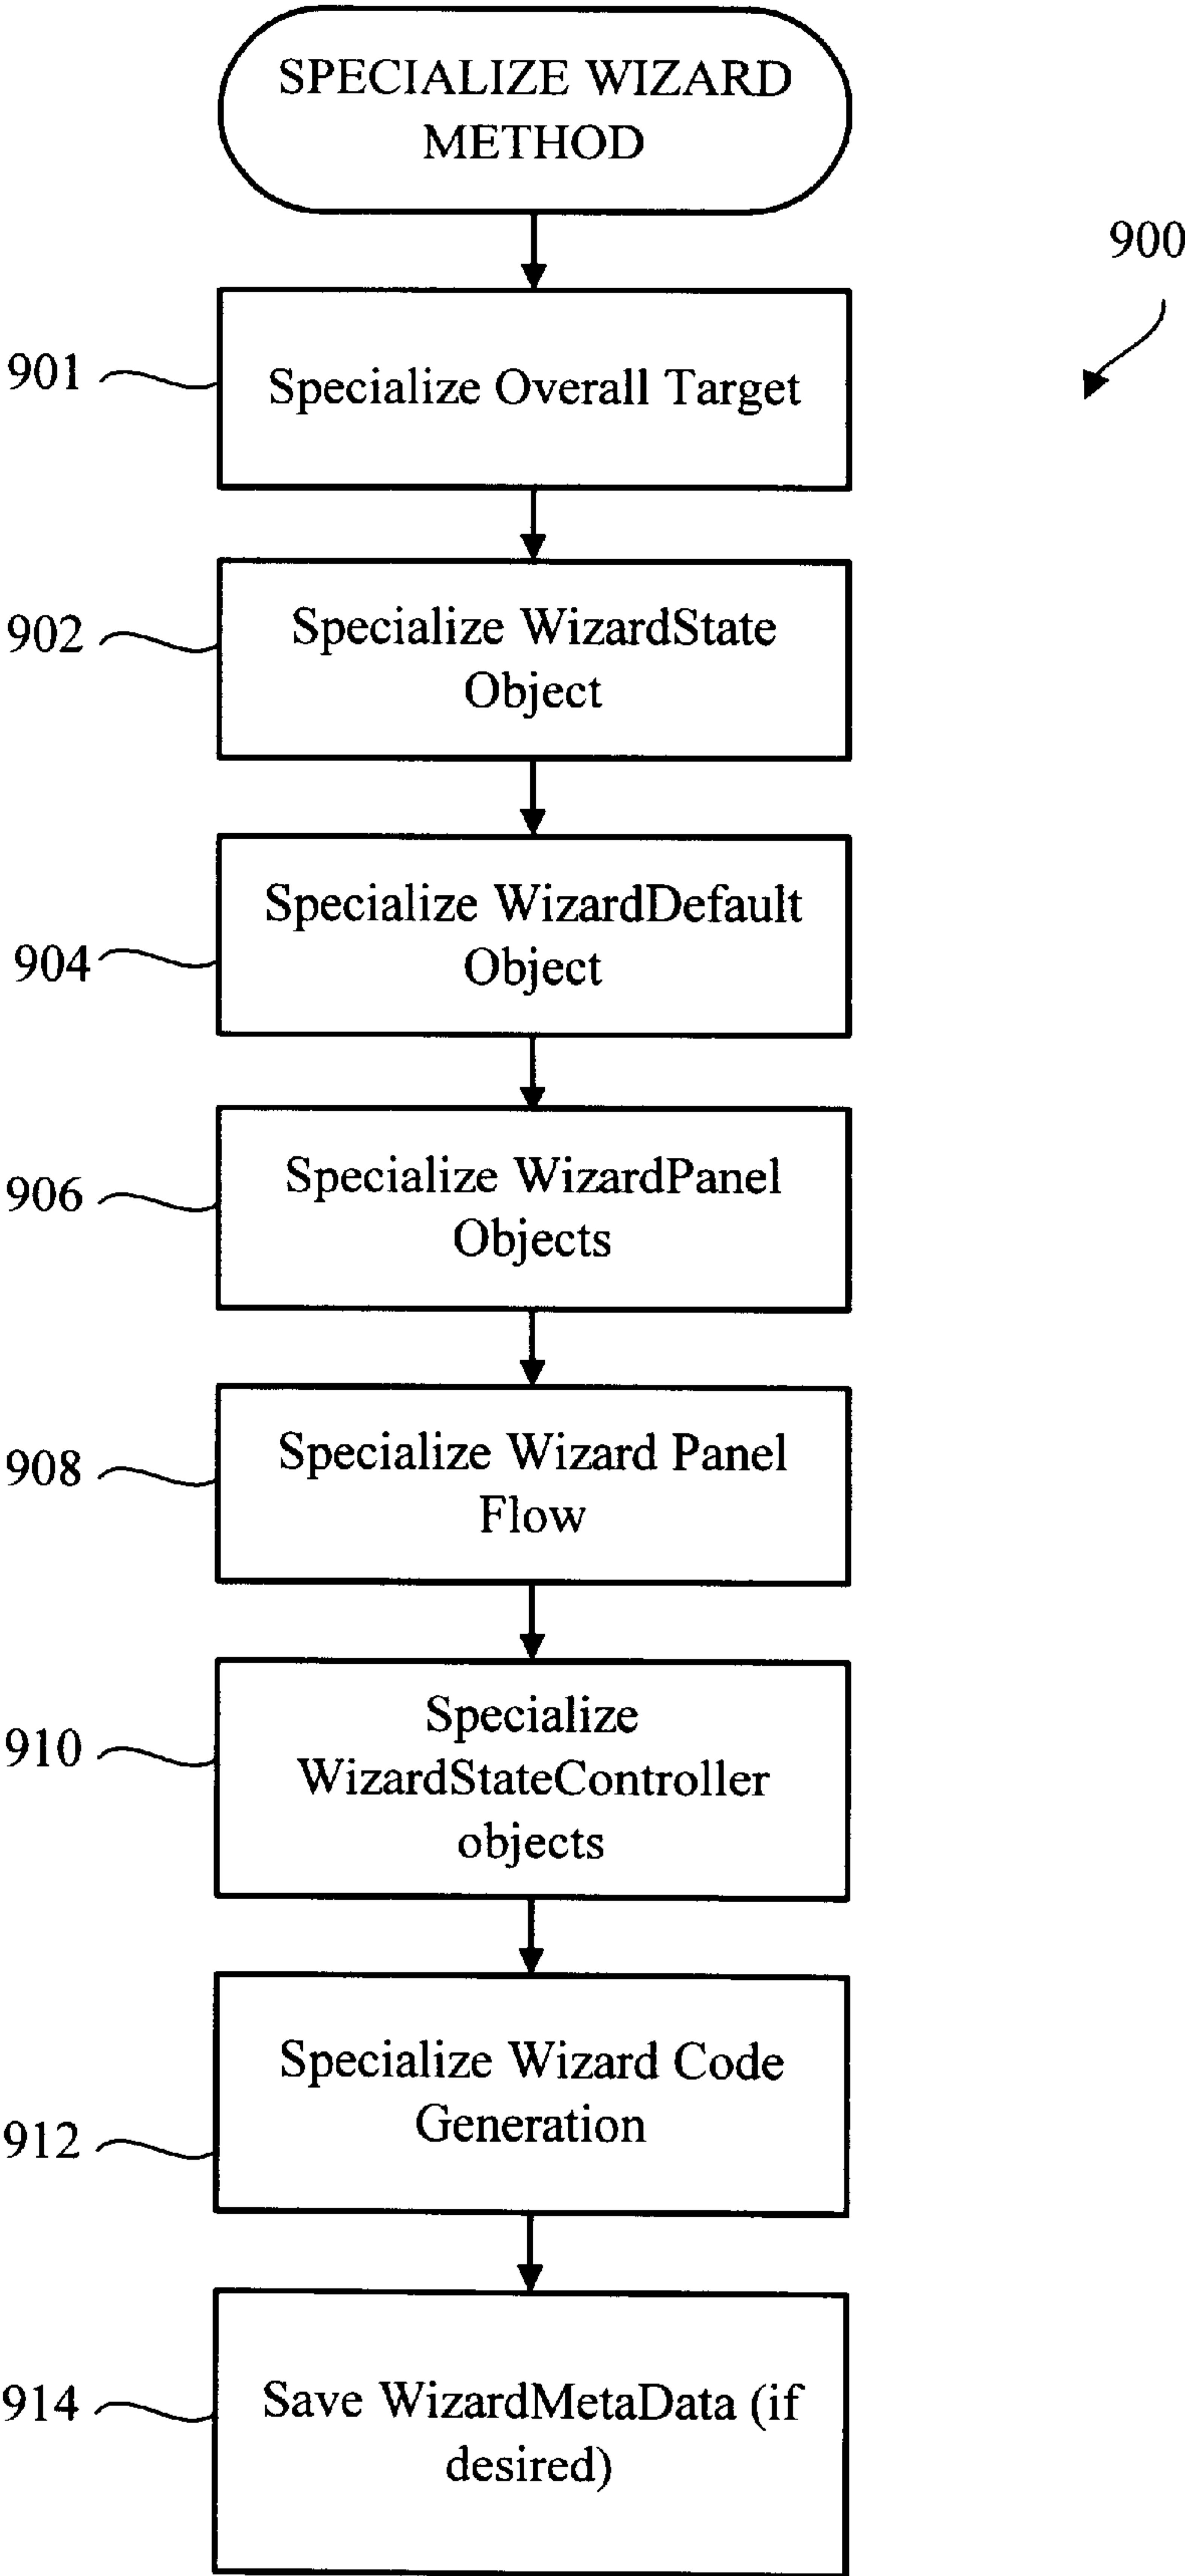 SPECIALIZE WIZARD
METHOD
900
901
Specialize Overall Target
902
Specialize WizardState
Object
904
Specialize WizardDefault
Object
906
Specialize WizardPanel
Objects
908
Specialize Wizard Panel
Flow
910
Specialize
WizardStateController
objects
912
Specialize Wizard Code
Generation
914
Save WizardMetaData (if
desired)